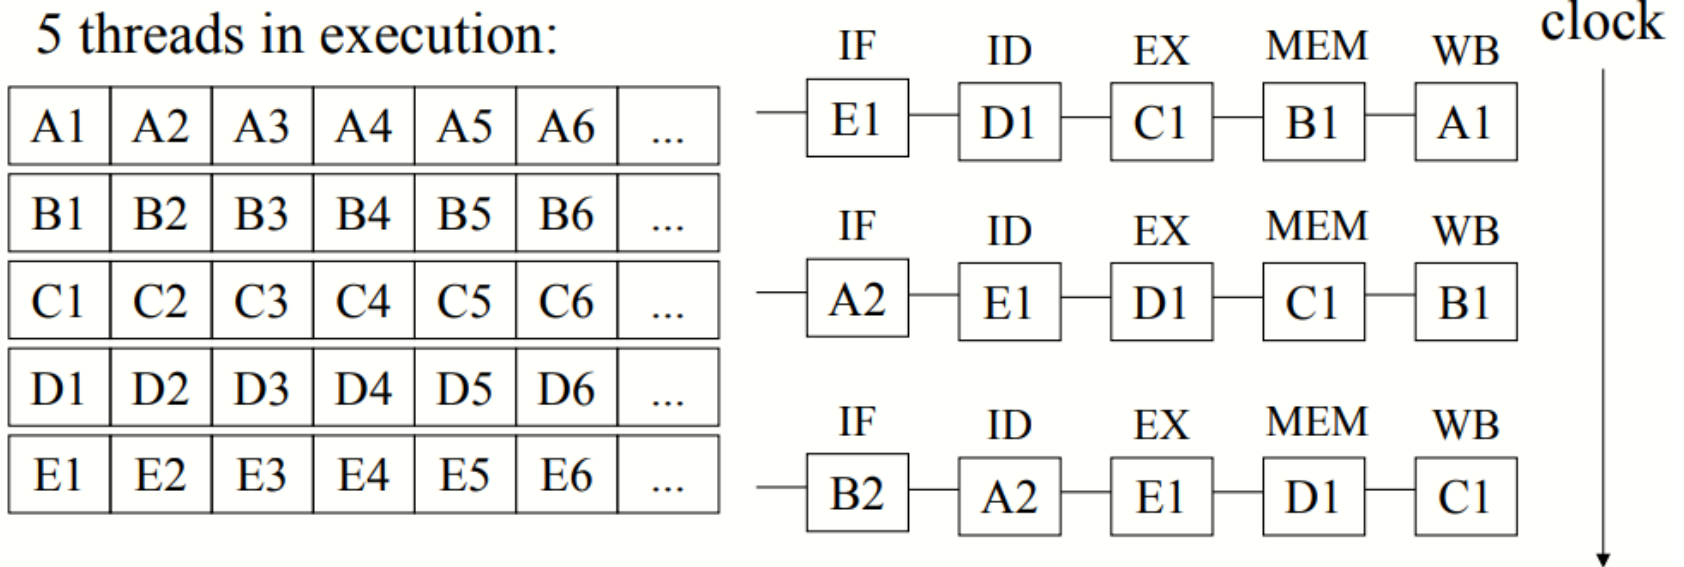 5 threads in execution:
A1 A2 A3 A4 A5 A6 ...
B1 B2 B3 B4 B5 B6 ...
C1 C2 C3 C4 C5 C6 ...
D1 D2 D3 D4 D5 D6 ...
E1 E2 E3 E4 E5 E6 ...
IF ID EX MEM WB
E1 D1 C1 B1 A1
IF ID EX MEM WB
A2 E1 D1 C1 B1
IF ID EX MEM WB
B2 A2 E1 D1 C1
clock